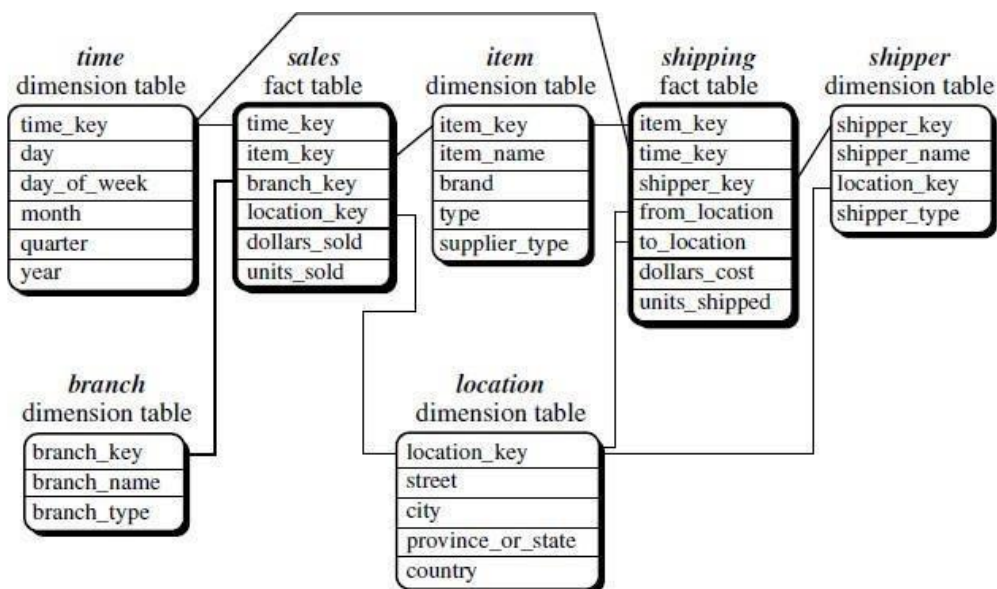 time
dimension table
time_key
day
day_of_week
month
quarter
year
sales
fact table
time_key
item_key
branch_key
location_key
dollars_sold
units_sold
item
dimension table
item_key
item_name
brand
type
supplier_type
shipping
fact table
item_key
time_key
shipper_key
from_location
to_location
dollars_cost
units_shipped
shipper
dimension table
shipper_key
shipper_name
location_key
shipper_type
branch
dimension table
branch_key
branch_name
branch_type
location
dimension table
location_key
street
city
province_or_state
country